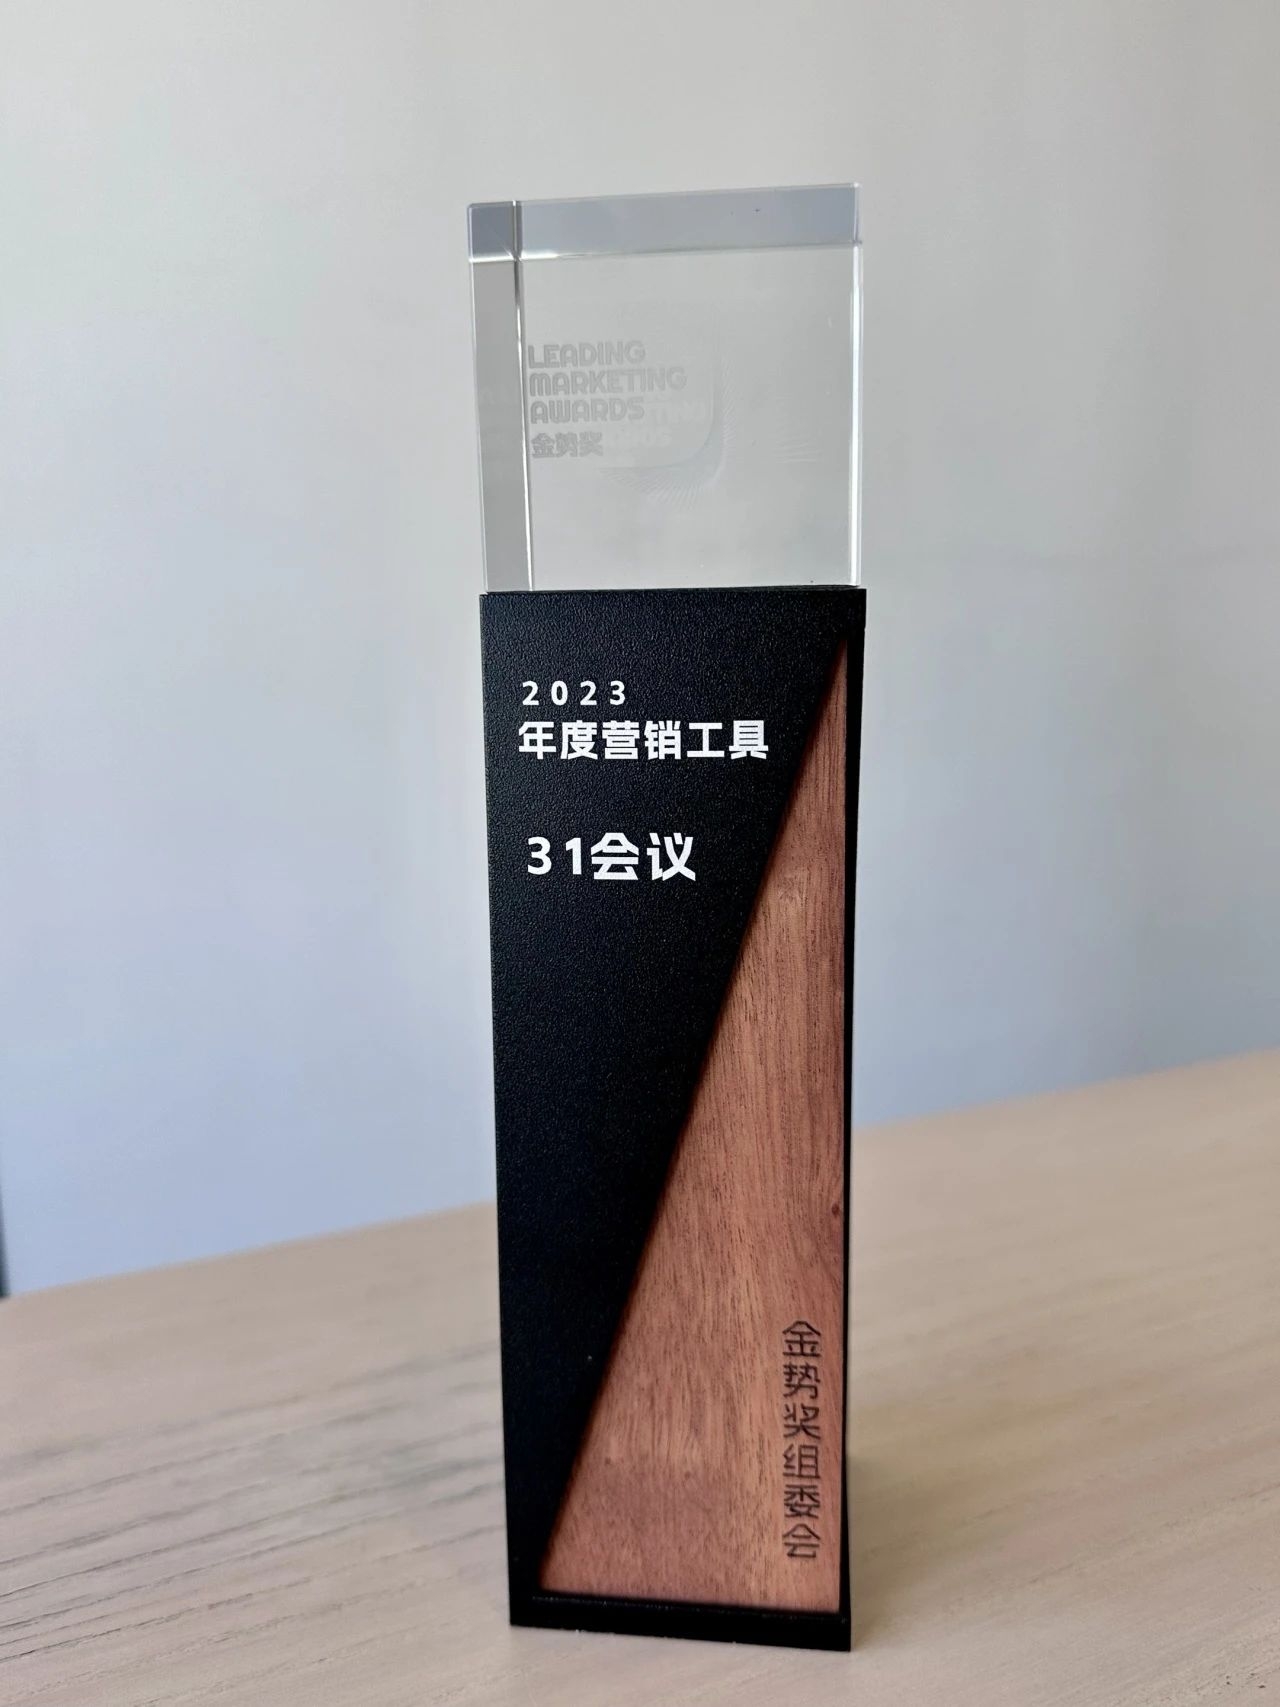 LEADING
MARKETING
AWARDS
金势奖
2023
年度营销工具
31会议
金势奖组委会